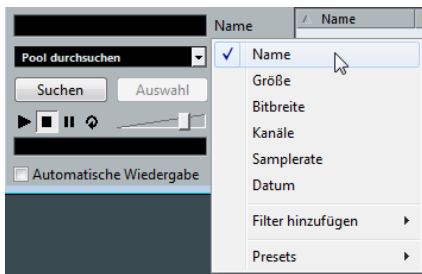 Name
Name
Pool durchsuchen
Name
Größe
Suchen
Auswahl
Bitbreite
Kanäle
Samplerate
Automatische Wiedergabe
Datum
Filter hinzufügen
Presets